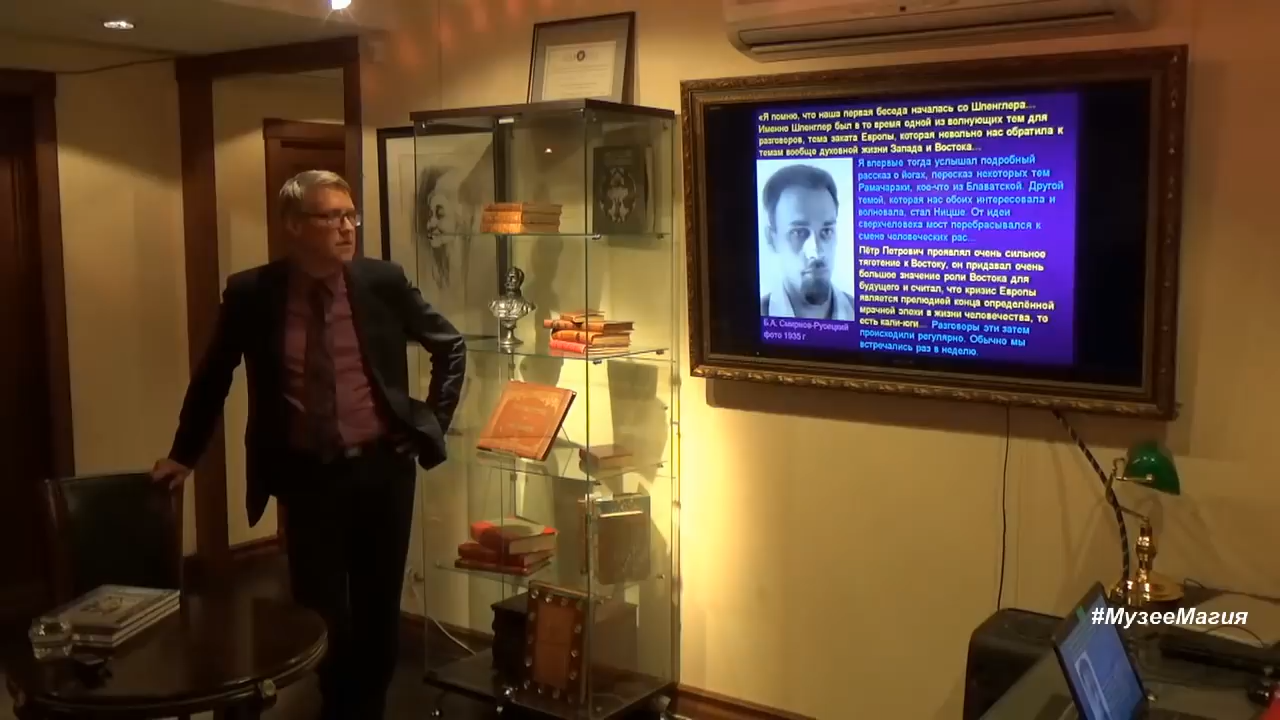 «Я помню, что наша первая беседа началась со Шпенглера...
Именно Шпенглер был в то время одной из волнующих тем для
разговоров, тема заката Европы, которая невольно нас обратила к
темам вообще духовной жизни Запада и Востока...
Я впервые тогда услышал подробный
рассказ о йогах, пересказ некоторых тем
Рамачараки, кое-что из Блаватской. Другой
темой, которая нас обоих интересовала и
волновала, стал Ницше. От идеи
сверхчеловека мост перебрасывался к
смене человеческих рас...
Пётр Петрович проявлял очень сильное
тяготение к Востоку, он придавал очень
большое значение роли Востока для
будущего и считал, что кризис Европы
является прелюдией конца определённой
мрачной эпохи в жизни человечества, то
есть кали-юги... Разговоры эти затем
происходили регулярно. Обычно мы
встречались раз в неделю.
Б.А. Смирнов-Русецкий
фото 1935 г
#МузееМагия